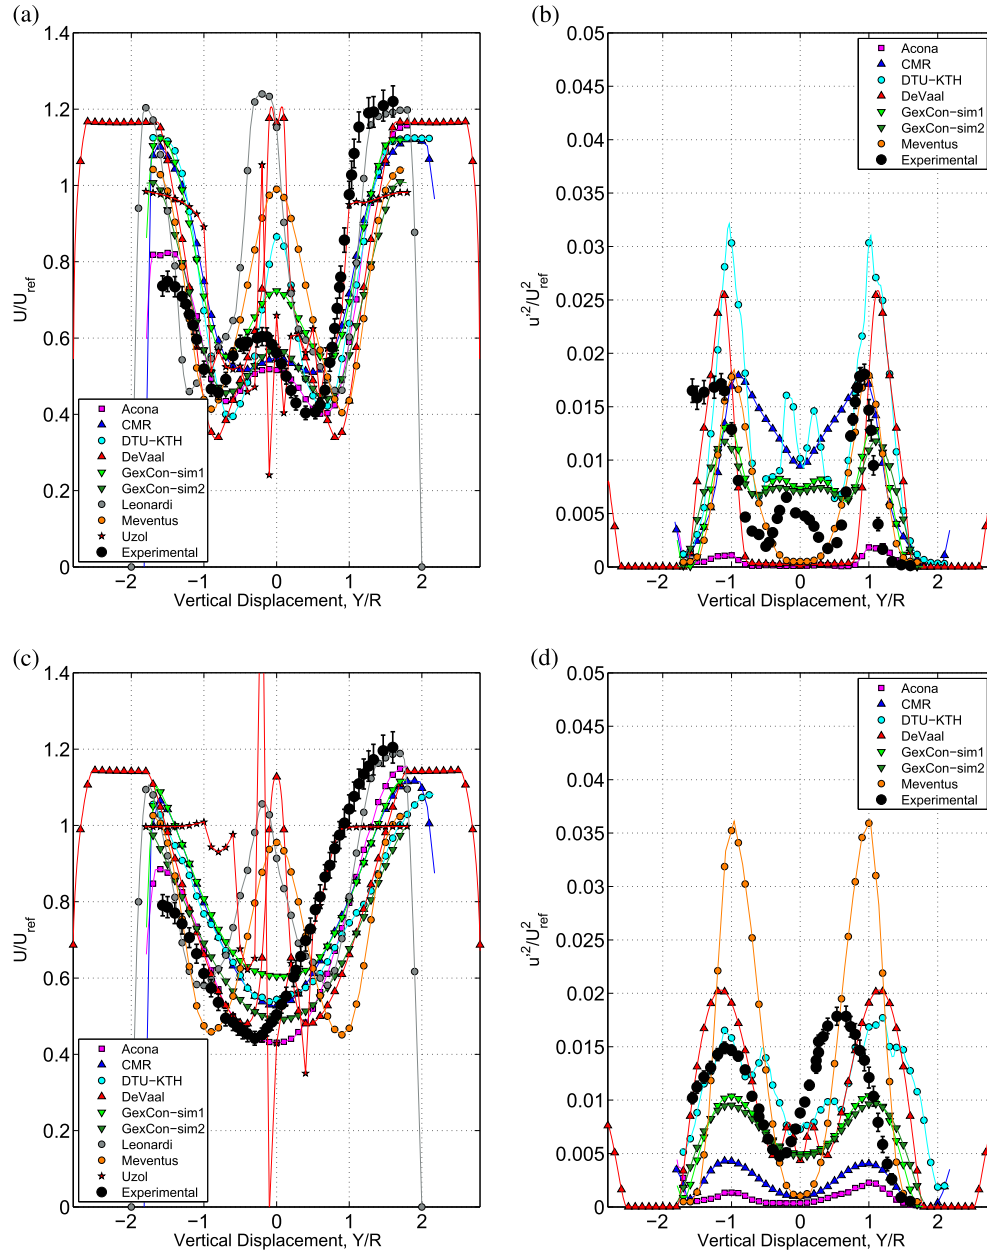 (a)
1.4
1.2
1
0.8
0.6
0.4
0.2
0
U/U_ref
−2
−1
0
1
2
Vertical Displacement, Y/R
Acona
CMR
DTU−KTH
DeVaal
GexCon−sim1
GexCon−sim2
Leonardi
Meventus
Uzol
Experimental
(b)
0.05
0.045
0.04
0.035
0.03
0.025
0.02
0.015
0.01
0.005
0
u'²/U²_ref
−2
−1
0
1
2
Vertical Displacement, Y/R
Acona
CMR
DTU−KTH
DeVaal
GexCon−sim1
GexCon−sim2
Meventus
Experimental
(c)
1.4
1.2
1
0.8
0.6
0.4
0.2
0
U/U_ref
−2
−1
0
1
2
Vertical Displacement, Y/R
Acona
CMR
DTU−KTH
DeVaal
GexCon−sim1
GexCon−sim2
Leonardi
Meventus
Uzol
Experimental
(d)
0.05
0.045
0.04
0.035
0.03
0.025
0.02
0.015
0.01
0.005
0
u'²/U²_ref
−2
−1
0
1
2
Vertical Displacement, Y/R
Acona
CMR
DTU−KTH
DeVaal
GexCon−sim1
GexCon−sim2
Meventus
Experimental